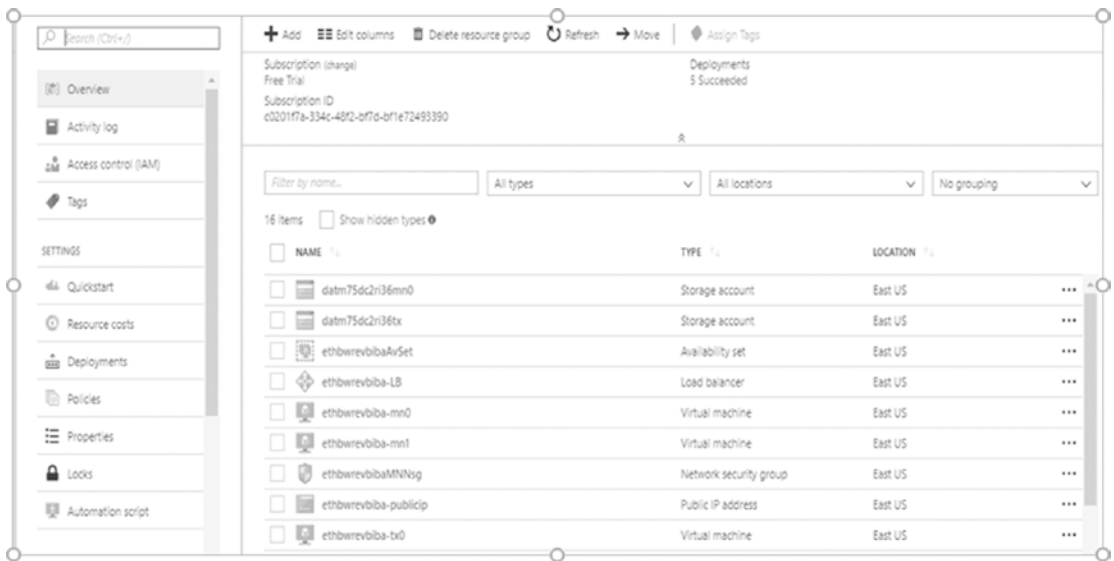 Search (Ctrl+/)
Overview
Activity log
Access control (IAM)
Tags
SETTINGS
Quickstart
Resource costs
Deployments
Policies
Properties
Locks
Automation script
Add Edit columns Delete resource group Refresh Move Assign Tags
Subscription (change) Deployments
Free Trial 5 Succeeded
Subscription ID
c0201f7a-334c-48f2-bf7d-bf1e72493390
Filter by name... All types All locations No grouping
16 items Show hidden types
NAME TYPE LOCATION
datm75dc2ri36mn0 Storage account East US ...
datm75dc2ri36tx Storage account East US ...
ethbwrevbibaAvSet Availability set East US ...
ethbwrevbiba-LB Load balancer East US ...
ethbwrevbiba-mn0 Virtual machine East US ...
ethbwrevbiba-mn1 Virtual machine East US ...
ethbwrevbibaMNNsg Network security group East US ...
ethbwrevbiba-publicip Public IP address East US ...
ethbwrevbiba-tx0 Virtual machine East US ...